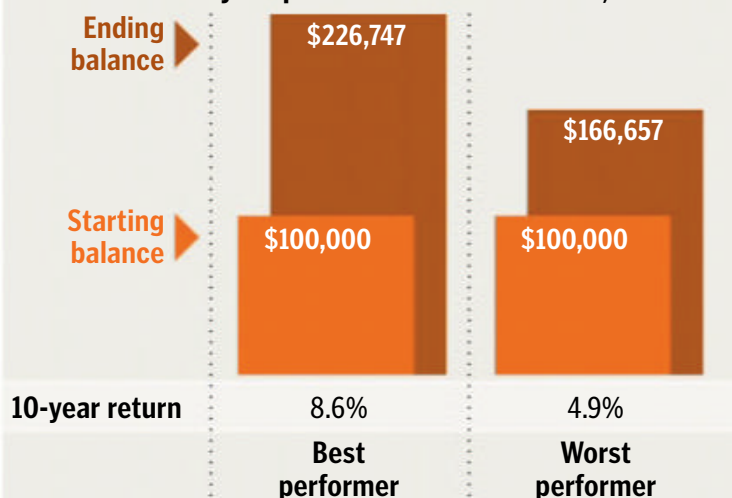 Ending
balance
$226,747
$166,657
Starting
balance
$100,000
$100,000
10-year return
8.6%
4.9%
Best
performer
Worst
performer